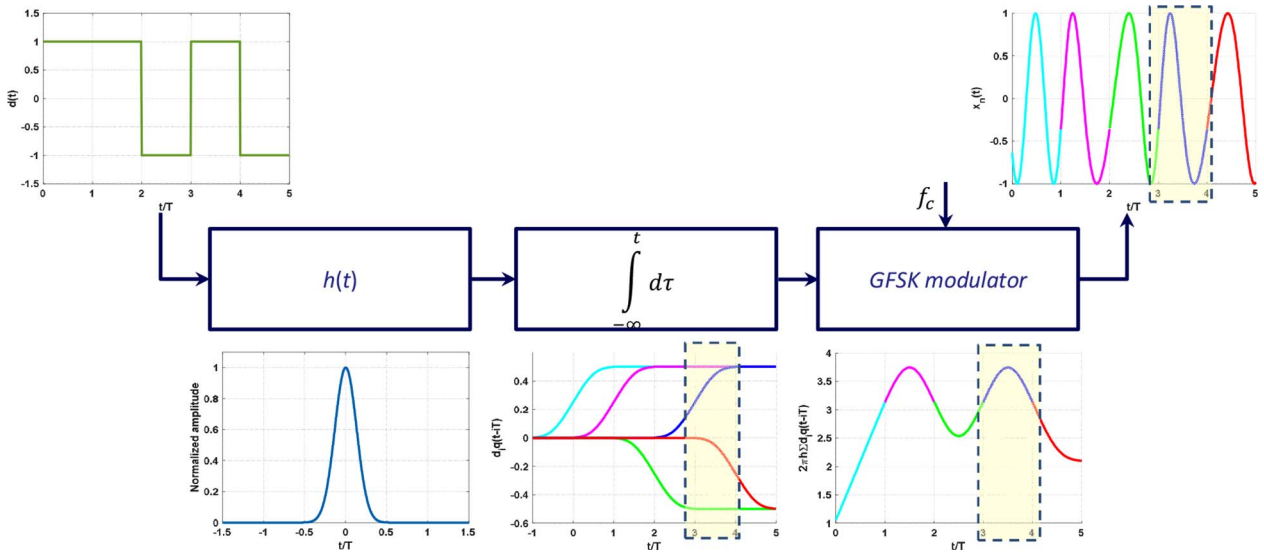 1.5
1
0.5
0
-0.5
-1
-1.5
d(t)
0 1 2 3 4 5
t/T
1
0.5
0
-0.5
-1
x_n(t)
0 1 2 3 4 5
t/T
f_c
h(t)
t
∫ dτ
−∞
GFSK modulator
1
0.8
0.6
0.4
0.2
0
Normalized amplitude
-1.5 -1 -0.5 0 0.5 1 1.5
t/T
0.4
0.2
0
-0.2
-0.4
-0.6
d_iq(t-iT)
-1 0 1 2 3 4 5
t/T
4
3.5
3
2.5
2
1.5
1
2πhΣd_iq(t-iT)
0 1 2 3 4 5
t/T